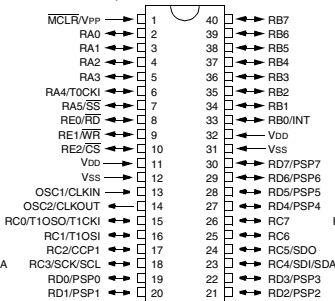 MCLR/VPP 1 40 RB7
RA0 2 39 RB6
RA1 3 38 RB5
RA2 4 37 RB4
RA3 5 36 RB3
RA4/T0CKI 6 35 RB2
RA5/SS 7 34 RB1
RE0/RD 8 33 RB0/INT
RE1/WR 9 32 VDD
RE2/CS 10 31 VSS
VDD 11 30 RD7/PSP7
VSS 12 29 RD6/PSP6
OSC1/CLKIN 13 28 RD5/PSP5
OSC2/CLKOUT 14 27 RD4/PSP4
RC0/T1OSO/T1CKI 15 26 RC7
RC1/T1OSI 16 25 RC6
RC2/CCP1 17 24 RC5/SDO
A RC3/SCK/SCL 18 23 RC4/SDI/SDA
RD0/PSP0 19 22 RD3/PSP3
RD1/PSP1 20 21 RD2/PSP2